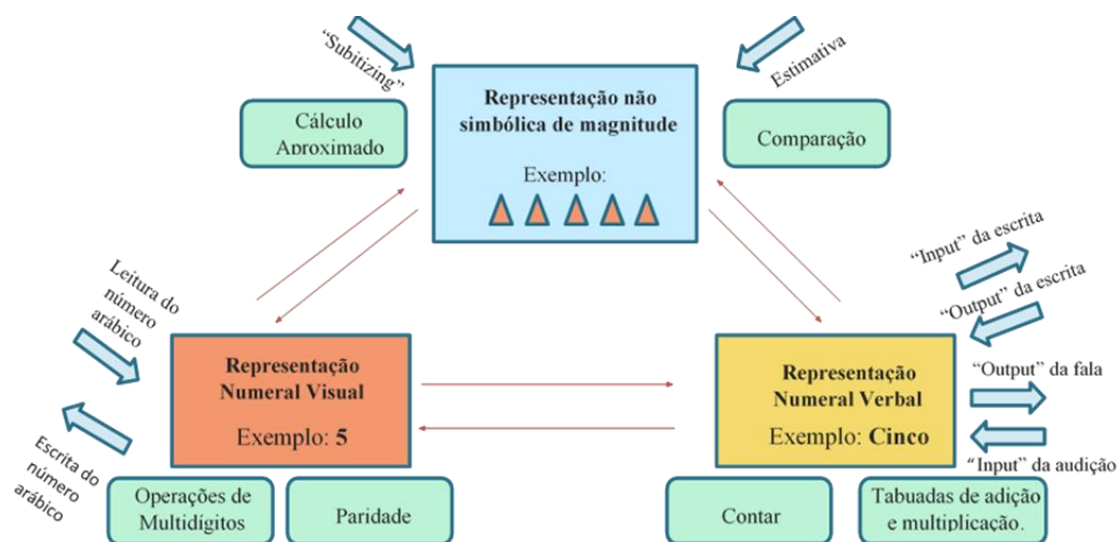 “Subitizing”
Estimativa
Representação não
simbólica de magnitude
Exemplo:
Cálculo
Aproximado
Comparação
“Input” da escrita
“Output” da escrita
“Output” da fala
“Input” da audição
Leitura do
número
arábico
Escrita do
número
arábico
Representação
Numeral Visual
Exemplo: 5
Representação
Numeral Verbal
Exemplo: Cinco
Operações de
Multidígitos
Paridade
Contar
Tabuadas de adição
e multiplicação.